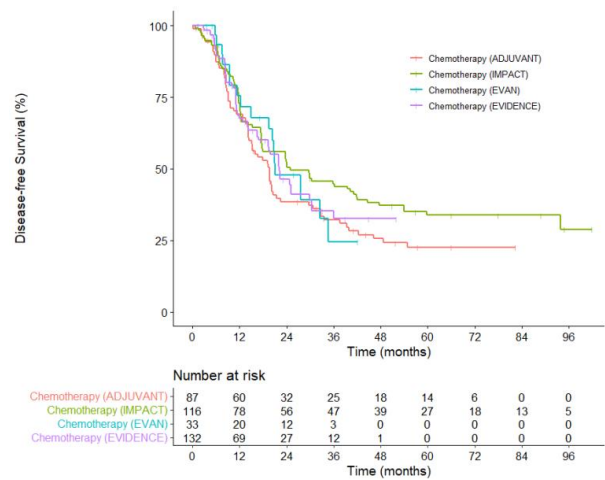 Disease-free Survival (%)
100
75
50
25
0
Chemotherapy (ADJUVANT)
Chemotherapy (IMPACT)
Chemotherapy (EVAN)
Chemotherapy (EVIDENCE)
0 12 24 36 48 60 72 84 96
Time (months)
Number at risk
Chemotherapy (ADJUVANT) 87 60 32 25 18 14 6 0 0
Chemotherapy (IMPACT) 116 78 56 47 39 27 18 13 5
Chemotherapy (EVAN) 33 20 12 3 0 0 0 0 0
Chemotherapy (EVIDENCE) 132 69 27 12 1 0 0 0 0
0 12 24 36 48 60 72 84 96
Time (months)